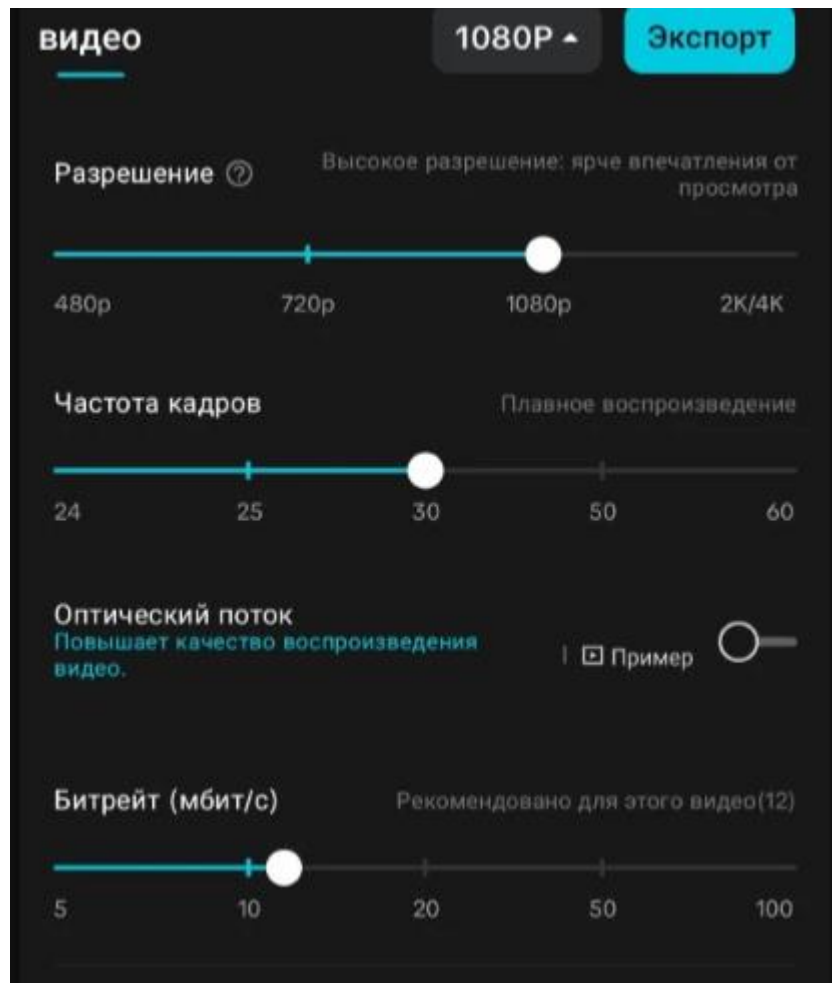 видео
1080P
Экспорт
Разрешение
Высокое разрешение: ярче впечатления от
просмотра
480p 720p 1080p 2K/4K
Частота кадров
Плавное воспроизведение
24 25 30 50 60
Оптический поток
Повышает качество воспроизведения
видео.
Пример
Битрейт (мбит/с)
Рекомендовано для этого видео(12)
5 10 20 50 100